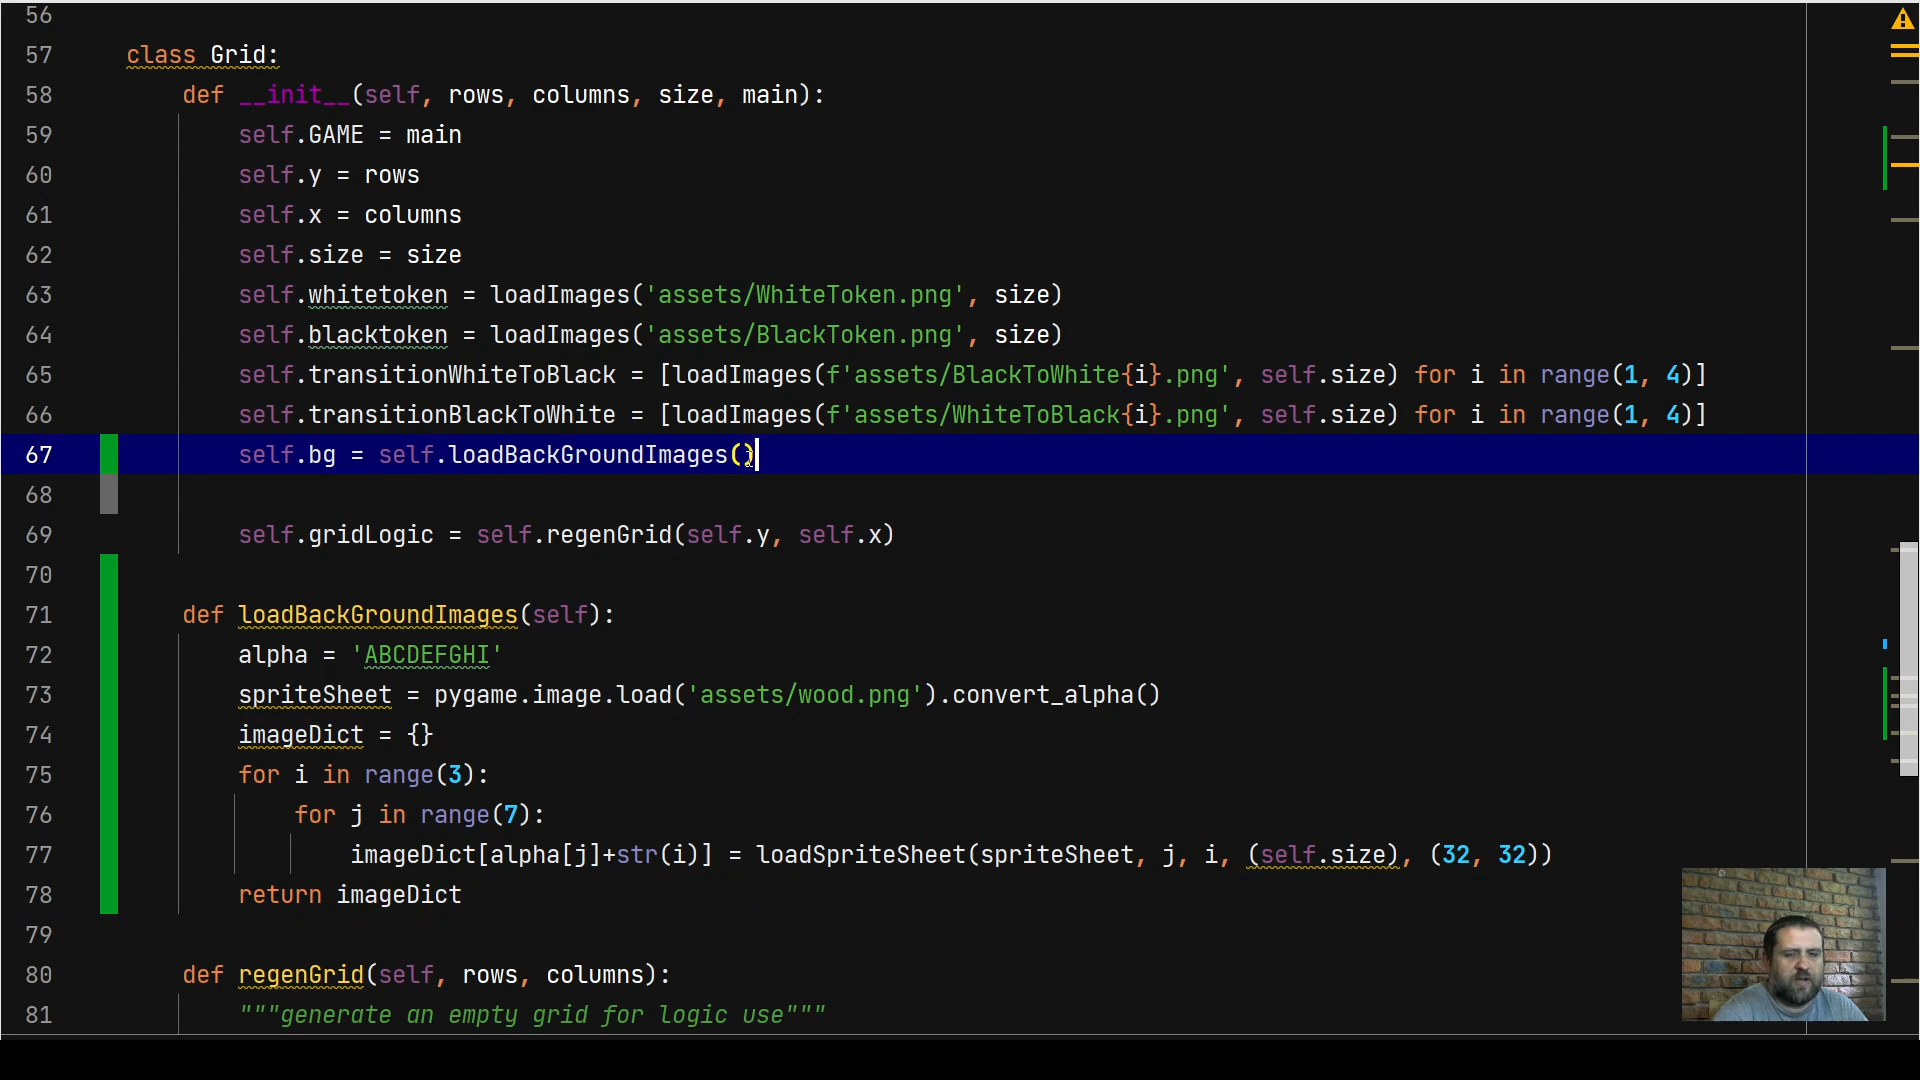 56
57 class Grid:
58 def __init__(self, rows, columns, size, main):
59 self.GAME = main
60 self.y = rows
61 self.x = columns
62 self.size = size
63 self.whitetoken = loadImages('assets/WhiteToken.png', size)
64 self.blacktoken = loadImages('assets/BlackToken.png', size)
65 self.transitionWhiteToBlack = [loadImages(f'assets/BlackToWhite{i}.png', self.size) for i in range(1, 4)]
66 self.transitionBlackToWhite = [loadImages(f'assets/WhiteToBlack{i}.png', self.size) for i in range(1, 4)]
67 self.bg = self.loadBackGroundImages()
68
69 self.gridLogic = self.regenGrid(self.y, self.x)
70
71 def loadBackGroundImages(self):
72 alpha = 'ABCDEFGHI'
73 spriteSheet = pygame.image.load('assets/wood.png').convert_alpha()
74 imageDict = {}
75 for i in range(3):
76 for j in range(7):
77 imageDict[alpha[j]+str(i)] = loadSpriteSheet(spriteSheet, j, i, (self.size), (32, 32))
78 return imageDict
79
80 def regenGrid(self, rows, columns):
81 """generate an empty grid for logic use"""